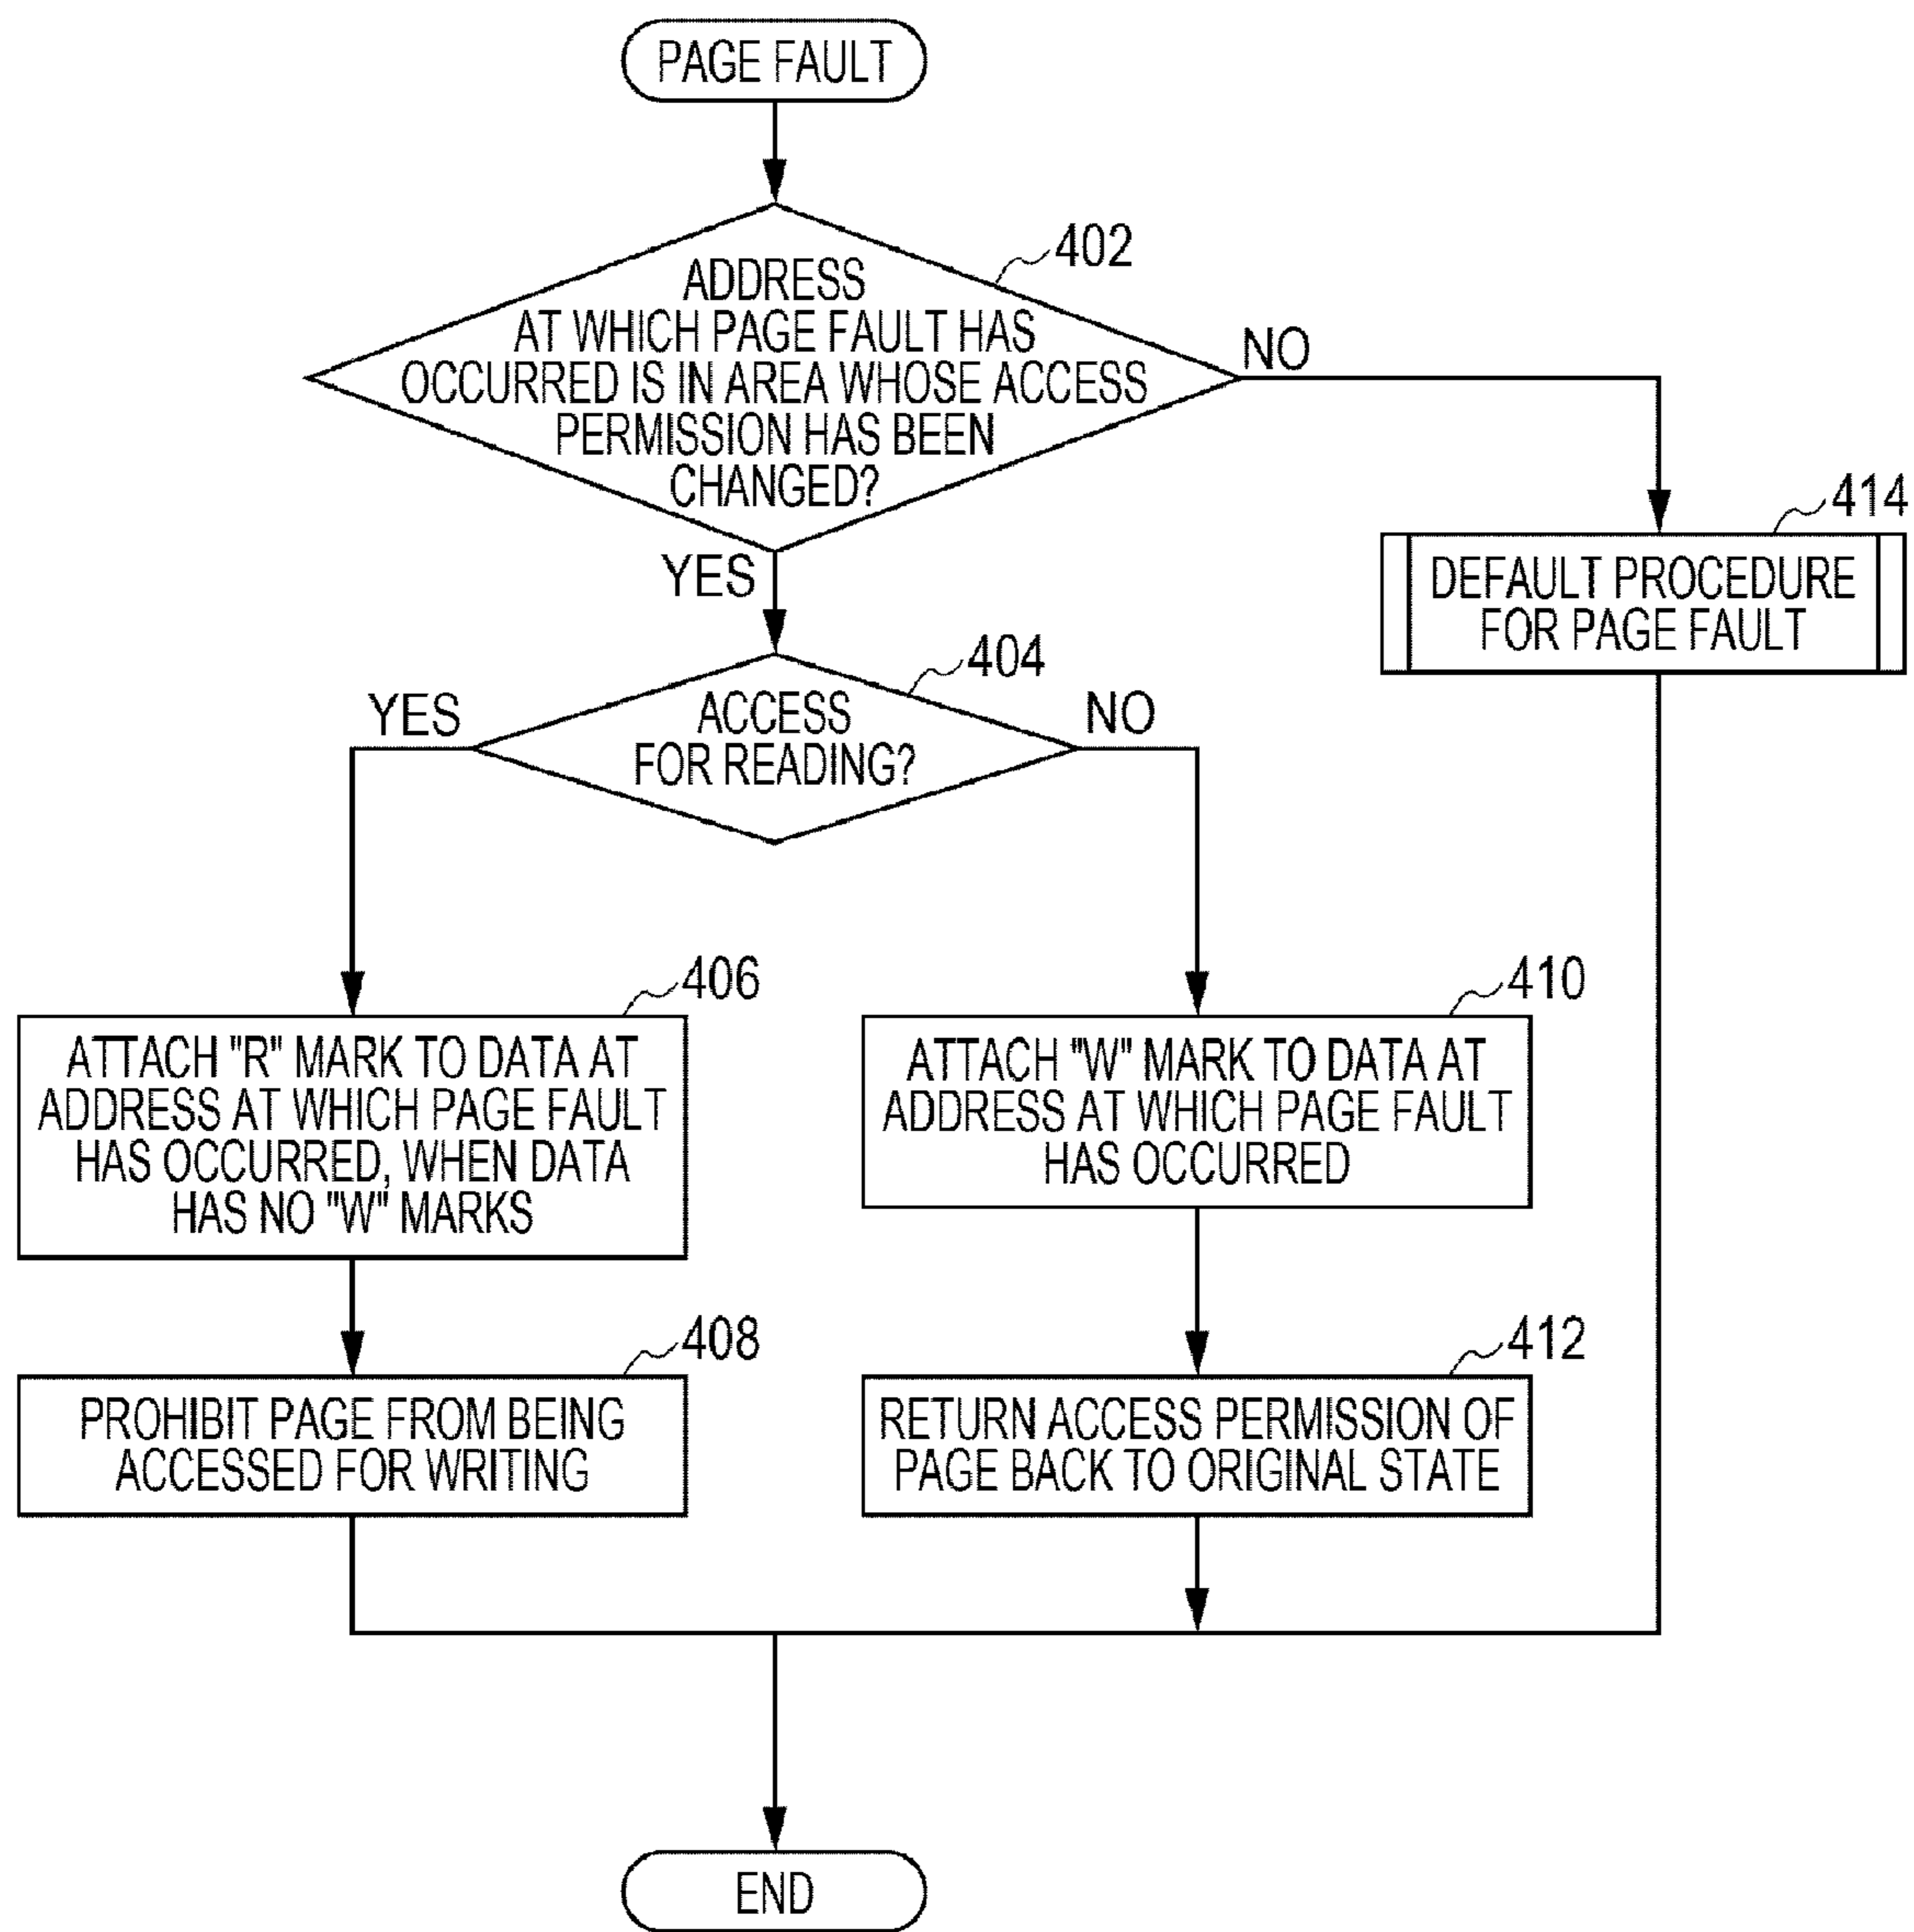 PAGE FAULT
402
ADDRESS
AT WHICH PAGE FAULT HAS
OCCURRED IS IN AREA WHOSE ACCESS
PERMISSION HAS BEEN
CHANGED?
NO
YES
414
DEFAULT PROCEDURE
FOR PAGE FAULT
404
ACCESS
FOR READING?
YES
NO
406
ATTACH "R" MARK TO DATA AT
ADDRESS AT WHICH PAGE FAULT
HAS OCCURRED, WHEN DATA
HAS NO "W" MARKS
410
ATTACH "W" MARK TO DATA AT
ADDRESS AT WHICH PAGE FAULT
HAS OCCURRED
408
PROHIBIT PAGE FROM BEING
ACCESSED FOR WRITING
412
RETURN ACCESS PERMISSION OF
PAGE BACK TO ORIGINAL STATE
END